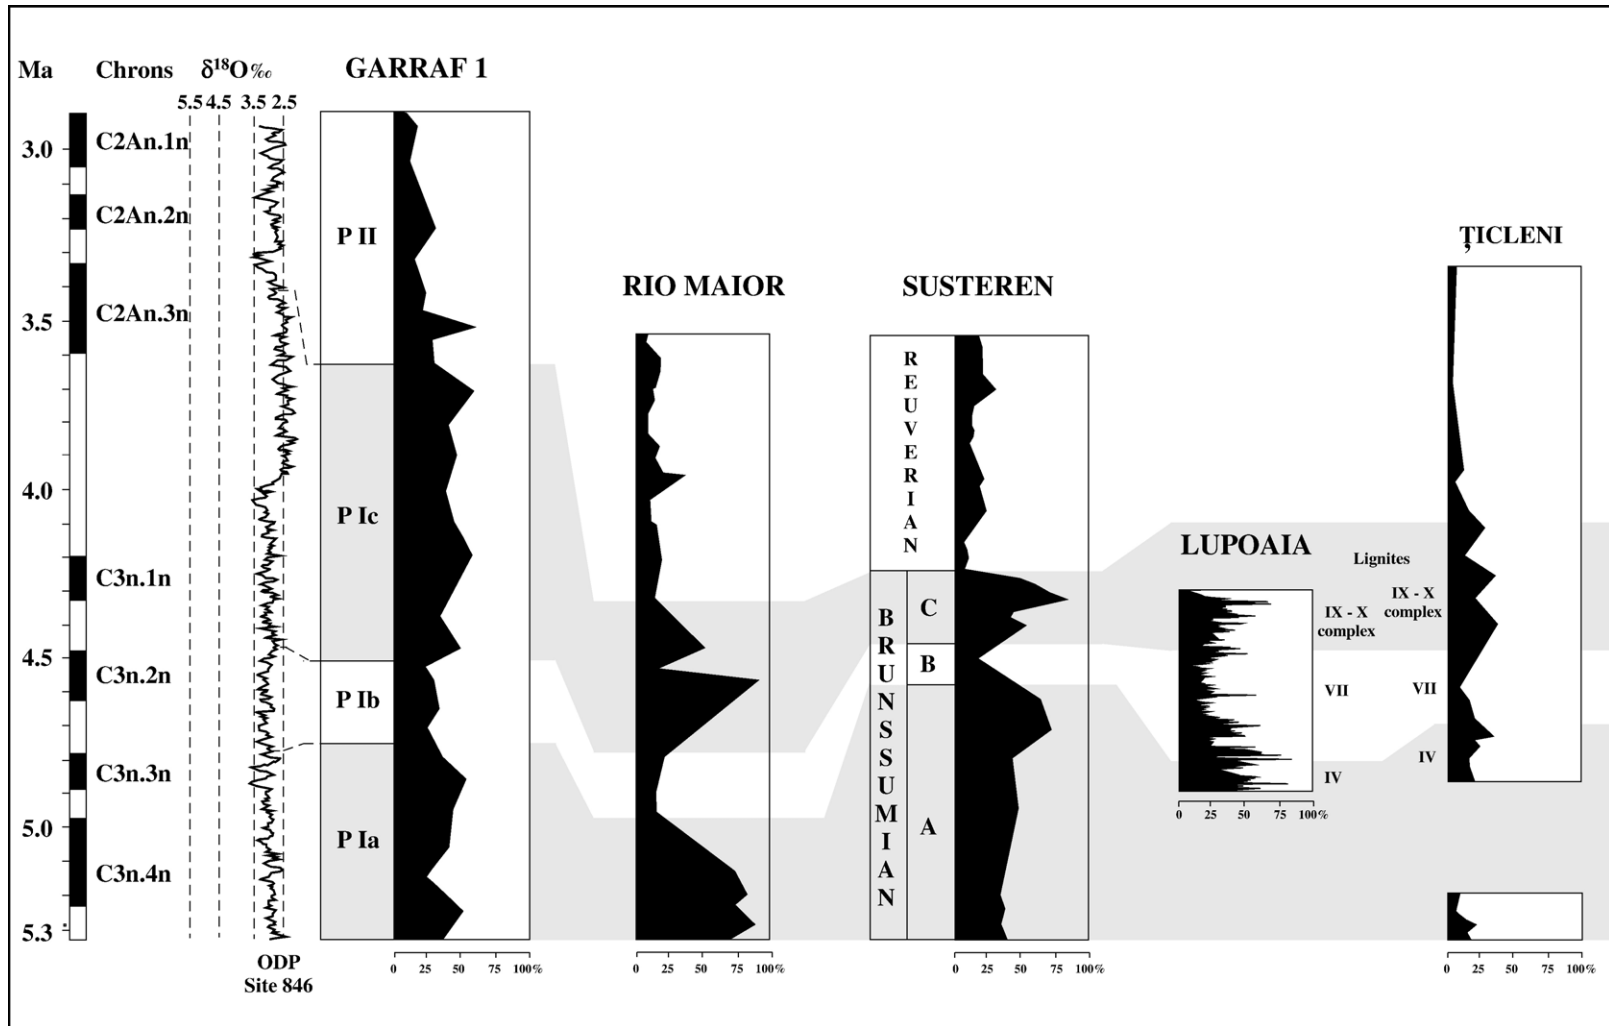 Ma Chrons δ¹⁸O‰ GARRAF 1
5.5 4.5 3.5 2.5
C2An.1n
3.0
C2An.2n
P II
ȚICLENI
RIO MAIOR SUSTEREN
C2An.3n
3.5
R
E
U
V
E
R
I
A
N
4.0
P Ic
LUPOAIA
Lignites
C3n.1n
IX - X
complex
IX - X
complex
B
R
U
N
S
S
U
M
I
A
N
C
B
A
4.5
C3n.2n
P Ib
VII
VII
C3n.3n
IV
IV
0 25 50 75 100%
5.0
P Ia
C3n.4n
5.3
ODP
Site 846
0 25 50 75 100%
0 25 50 75 100%
0 25 50 75 100%
0 25 50 75 100%